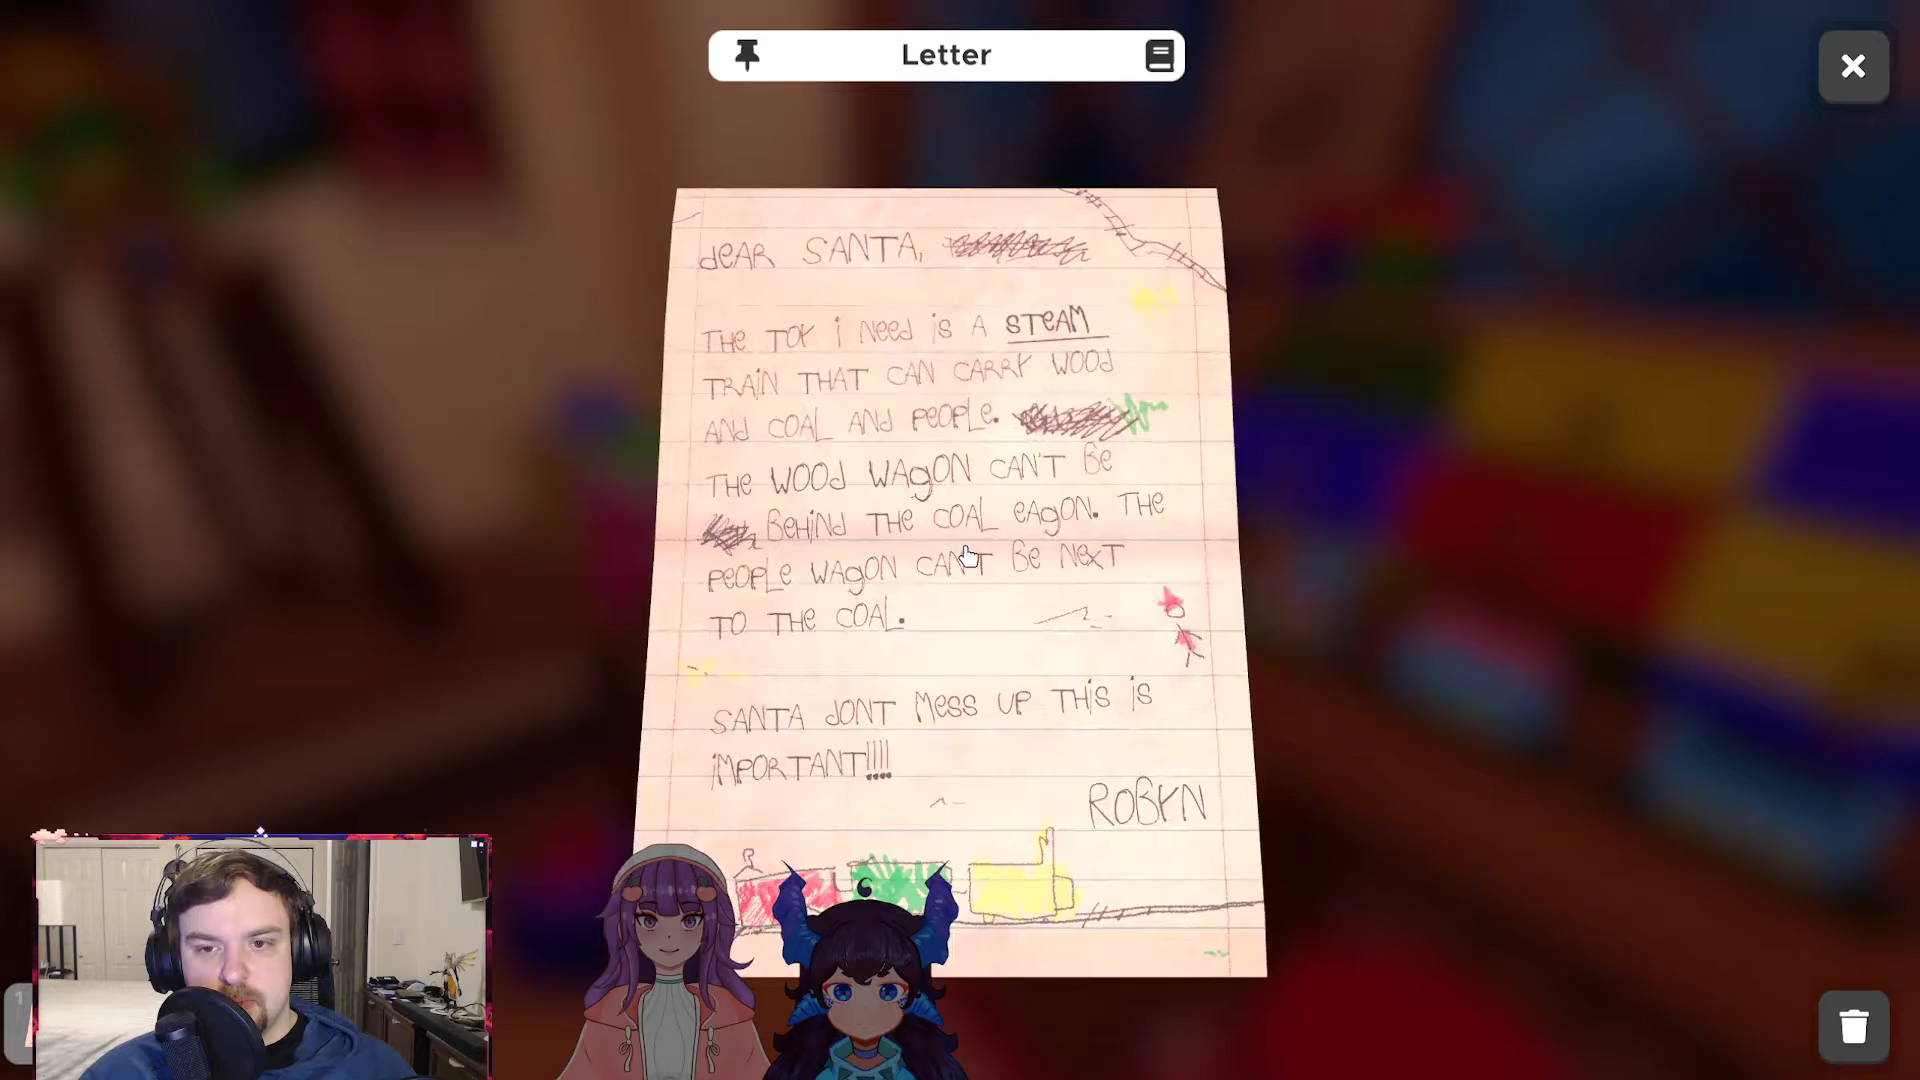 Letter
dEAR SANTA,
THE TOY i NEEd iS A STEAM
TRAiN THAT CAN CARRY WOOd
ANd COAL ANd PEOPLE.
THE WOOd WAgON CAN'T BE
BEHiNd THE COAL EAgON. THE
PEOPLE WAgON CAN'T BE NEXT
TO THE COAL.
SANTA dONT MESS UP THiS iS
iMPORTANT!!!!
ROBYN
1